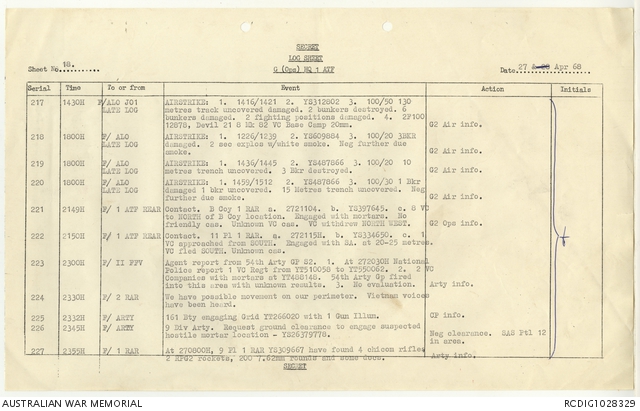 SECRET
LOG SHEET
Sheet No. 18.
G (Ops) HQ 1 ATF
Date 27 & 28 Apr 68
Serial Time To or from Event Action Initials
217 1430H F/ALO JO1 AIRSTRIKE: 1. 1416/1421 2. YS312802 3. 100/50 130
LATE LOG metres track uncovered damaged. 2 bunkers destroyed. 6
bunkers damaged. 2 fighting positions damaged. 4. 2F100
12878, Devil 21 8 Mk 82 VC Base Camp 20mm. G2 Air info.
218 1800H F/ ALO AIRSTRIKE: 1. 1226/1239 2. YS609884 3. 100/20 3BKR
LATE LOG damaged. 2 sec explos w/white smoke. Neg further due
smoke. G2 Air info.
219 1800H F/ ALO AIRSTRIKE: 1. 1436/1445 2. YS487866 3. 100/20 10
LATE LOG metres trench uncovered. 3 Bkr destroyed. G2 Air info.
220 1800H F/ ALO AIRSTRIKE: 1. 1459/1512 2. YS487866 3. 100/30 1 Bkr
LATE LOG damaged 1 bkr uncovered. 15 Metres trench uncovered. Neg
further due smoke. G2 Air info.
221 2149H F/ 1 ATF REAR Contact. B Coy 1 RAR a. 272110H. b. YS397645. c. 8 VC
to NORTH of B Coy location. Engaged with mortars. No
friendly cas. Unknown VC cas. VC withdrew NORTH WEST. G2 Ops info.
222 2150H F/ 1 ATF REAR Contact. 11 Pl 1 RAR. a. 272115H. b. YS334650. c.
VC approached from SOUTH. Engaged with SA. at 20-25 metres.
VC fled SOUTH. Unknown cas.
223 2300H F/ II FFV Agent report from 54th Arty GP S2. 1. At 272030H National
Police report 1 VC Regt from YT510058 to YT550062. 2. 2 VC
Companies with mortars at YT488148. 54th Arty Gp fired
into this area with unknown results. 3. No evaluation. Arty info.
224 2330H F/ 2 RAR We have possible movement on our perimeter. Vietnam voices
have been heard.
225 2332H F/ ARTY 161 Bty engaging Grid YT266020 with 1 Gun Illum. CP info.
226 2345H F/ ARTY 9 Div Arty. Request ground clearance to engage suspected
hostile mortar location - YS26379778. Neg clearance. SAS Ptl 12
in area.
227 2355H F/ 1 RAR At 270800H, 9 Pl 1 RAR YS309667 have found 4 chicom rifles
2 RPG2 rockets, 200 7.62mm rounds and some docs. Arty info.
SECRET
AUSTRALIAN WAR MEMORIAL
RCDIG1028329